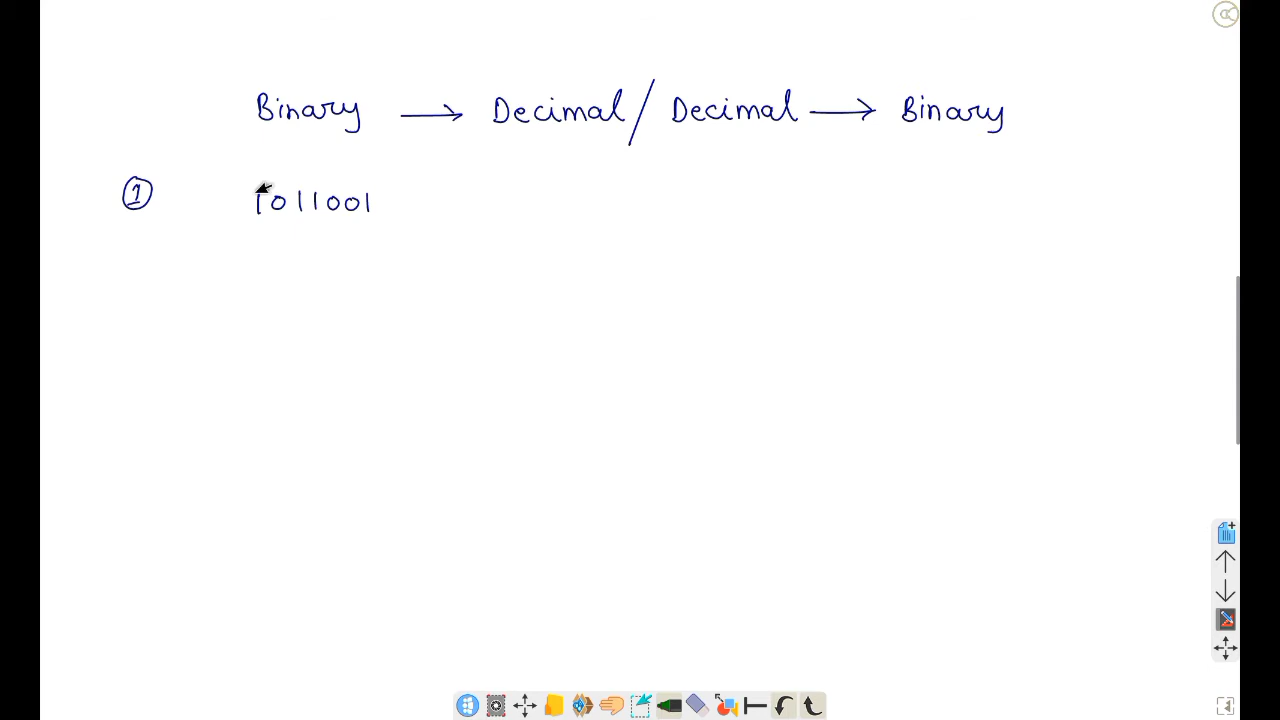 Binary → Decimal / Decimal → Binary
① 1011001